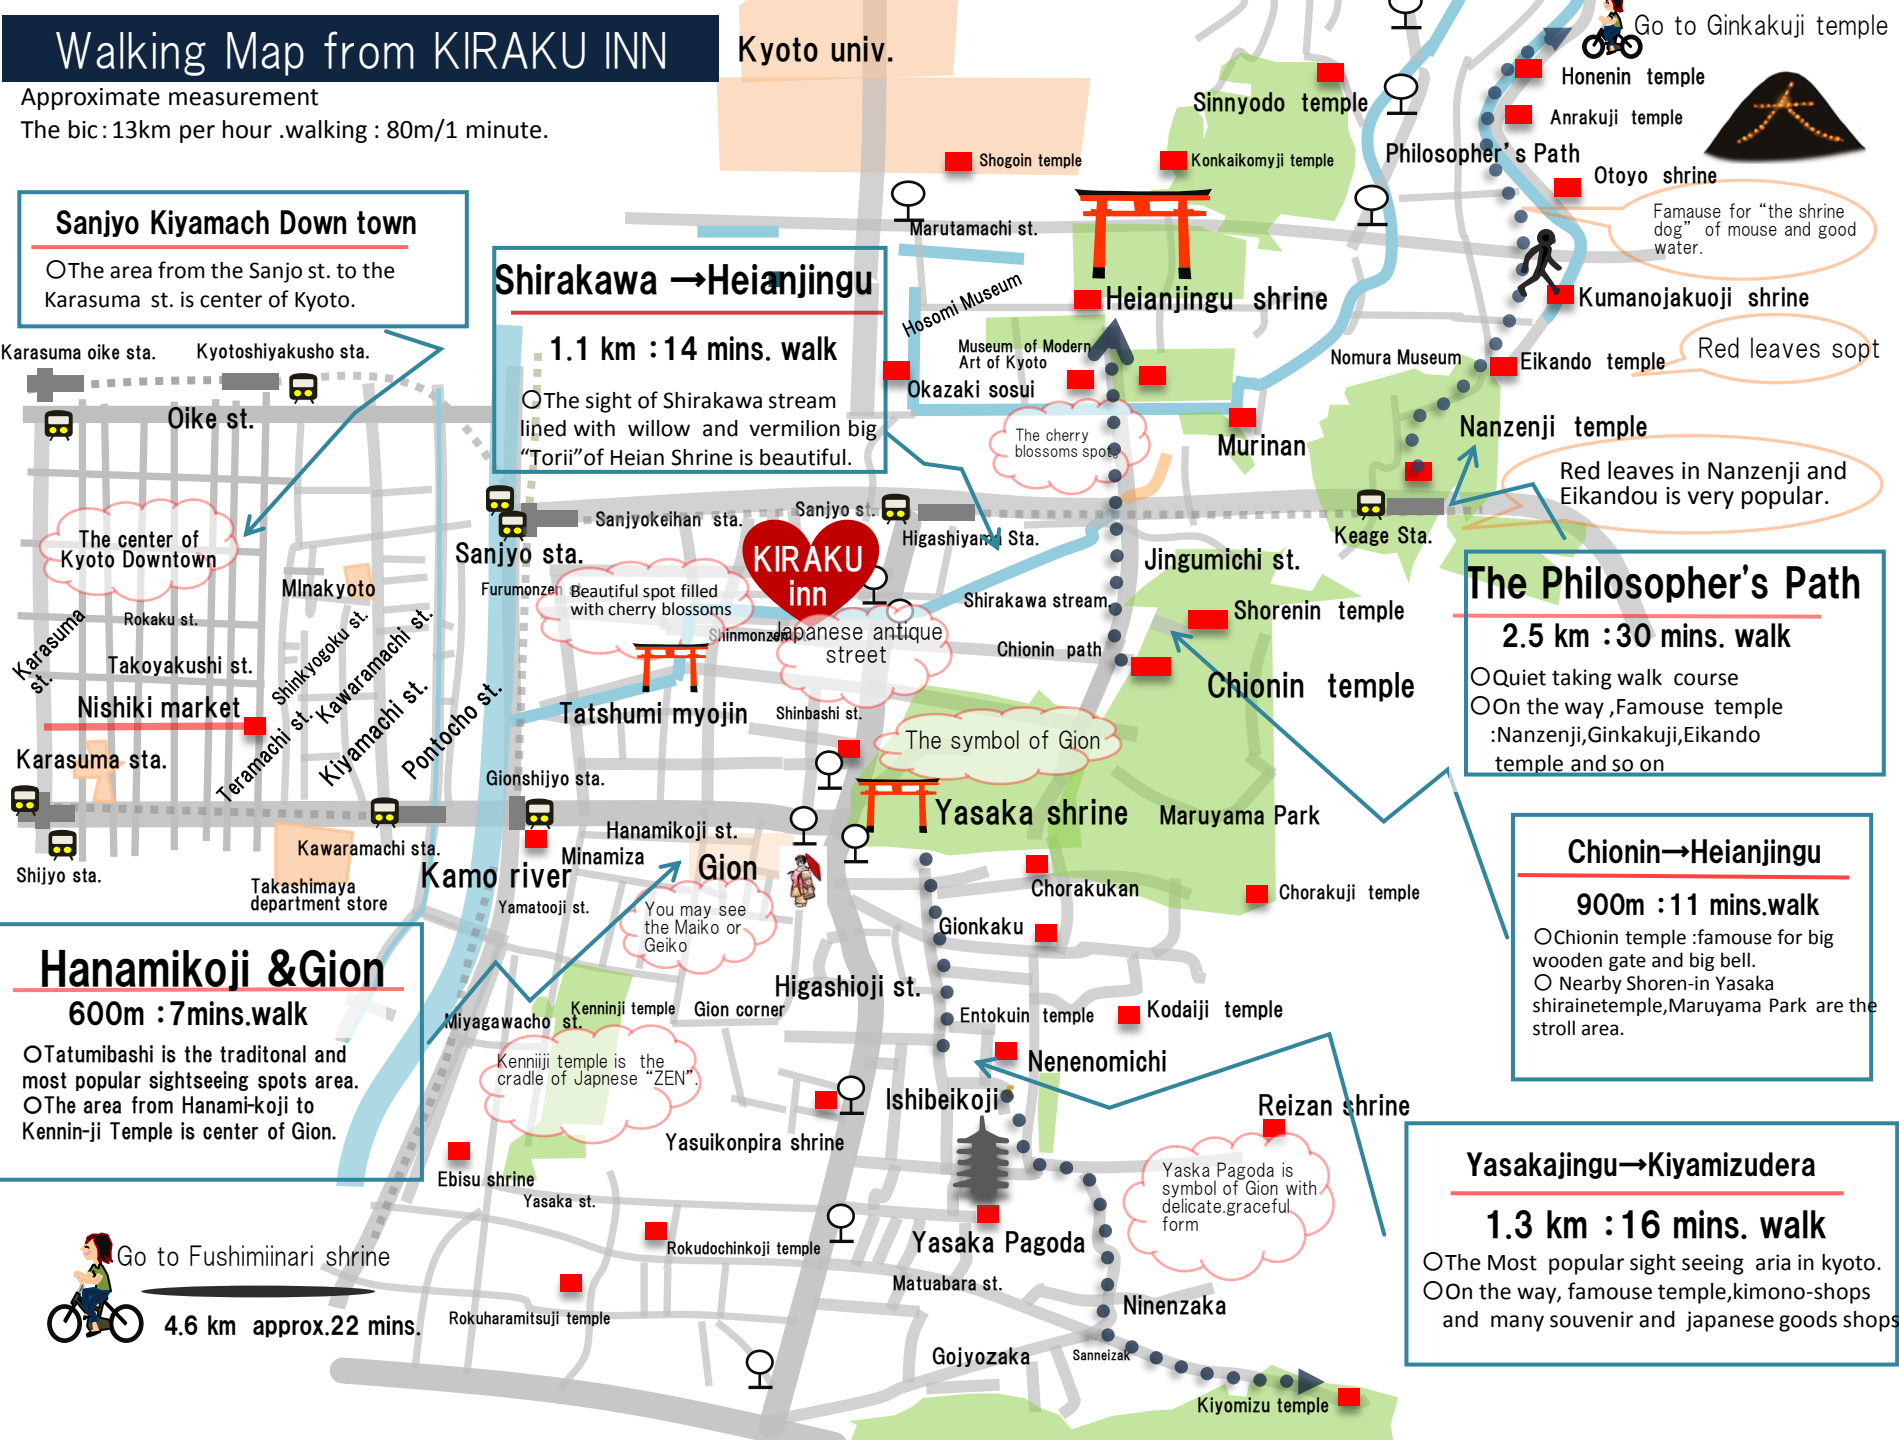 Walking Map from KIRAKU INN
Approximate measurement
The bic：13km per hour .walking : 80m/1 minute.
Kyoto univ.
Go to Ginkakuji temple
Honenin temple
Anrakuji temple
Sinnyodo temple
Philosopher's Path
Shogoin temple
Konkaikomyji temple
Otoyo shrine
Famause for “the shrine
dog” of mouse and good
water.
Marutamachi st.
Sanjyo Kiyamach Down town
○The area from the Sanjo st. to the
Karasuma st. is center of Kyoto.
Shirakawa →Heianjingu
1.1 km：14 mins. walk
○The sight of Shirakawa stream
lined with willow and vermilion big
“Torii”of Heian Shrine is beautiful.
Hosomi Museum
Heianjingu shrine
Kumanojakuoji shrine
Museum of Modern
Art of Kyoto
Okazaki sosui
Nomura Museum
Eikando temple
Red leaves sopt
Karasuma oike sta.
Kyotoshiyakusho sta.
Oike st.
The cherry
blossoms spot.
Murinan
Nanzenji temple
Red leaves in Nanzenji and
Eikandou is very popular.
The center of
Kyoto Downtown
Sanjyokeihan sta.
Sanjyo st.
Sanjyo sta.
KIRAKU
inn
Higashiyama Sta.
Keage Sta.
Jingumichi st.
MInakyoto
Furumonzen
Beautiful spot filled
with cherry blossoms
Shinmonzen
Japanese antique
street
Shirakawa stream
Shorenin temple
Chionin path
Chionin temple
The Philosopher's Path
2.5 km：30 mins. walk
○Quiet taking walk course
○On the way ,Famouse temple
:Nanzenji,Ginkakuji,Eikando
temple and so on
Rokaku st.
Karasuma
st.
Takoyakushi st.
Nishiki market
Shinkyogoku st.
Kawaramachi st.
Teramachi st.
Kiyamachi st.
Pontocho st.
Tatshumi myojin
Shinbashi st.
The symbol of Gion
Karasuma sta.
Gionshijyo sta.
Yasaka shrine
Maruyama Park
Hanamikoji st.
Minamiza
Kawaramachi sta.
Shijyo sta.
Takashimaya
department store
Kamo river
Gion
Yamatooji st.
You may see
the Maiko or
Geiko
Chorakukan
Chorakuji temple
Gionkaku
Chionin→Heianjingu
900m：11 mins.walk
○Chionin temple :famouse for big
wooden gate and big bell.
○ Nearby Shoren-in Yasaka
shirainetemple,Maruyama Park are the
stroll area.
Hanamikoji &Gion
600m：7mins.walk
○Tatumibashi is the traditonal and
most popular sightseeing spots area.
○The area from Hanami-koji to
Kennin-ji Temple is center of Gion.
Higashioji st.
Kenninji temple
Gion corner
Miyagawacho st.
Entokuin temple
Kodaiji temple
Kenniiji temple is the
cradle of Japnese “ZEN”.
Nenenomichi
Ishibeikoji
Reizan shrine
Yasuikonpira shrine
Ebisu shrine
Yasaka st.
Yaska Pagoda is
symbol of Gion with
delicate.graceful
form
Yasakajingu→Kiyamizudera
1.3 km：16 mins. walk
○The Most popular sight seeing aria in kyoto.
○On the way, famouse temple,kimono-shops
and many souvenir and japanese goods shops
Rokudochinkoji temple
Yasaka Pagoda
Matuabara st.
Go to Fushimiinari shrine
4.6 km approx.22 mins.
Rokuharamitsuji temple
Ninenzaka
Gojyozaka
Sanneizak
Kiyomizu temple